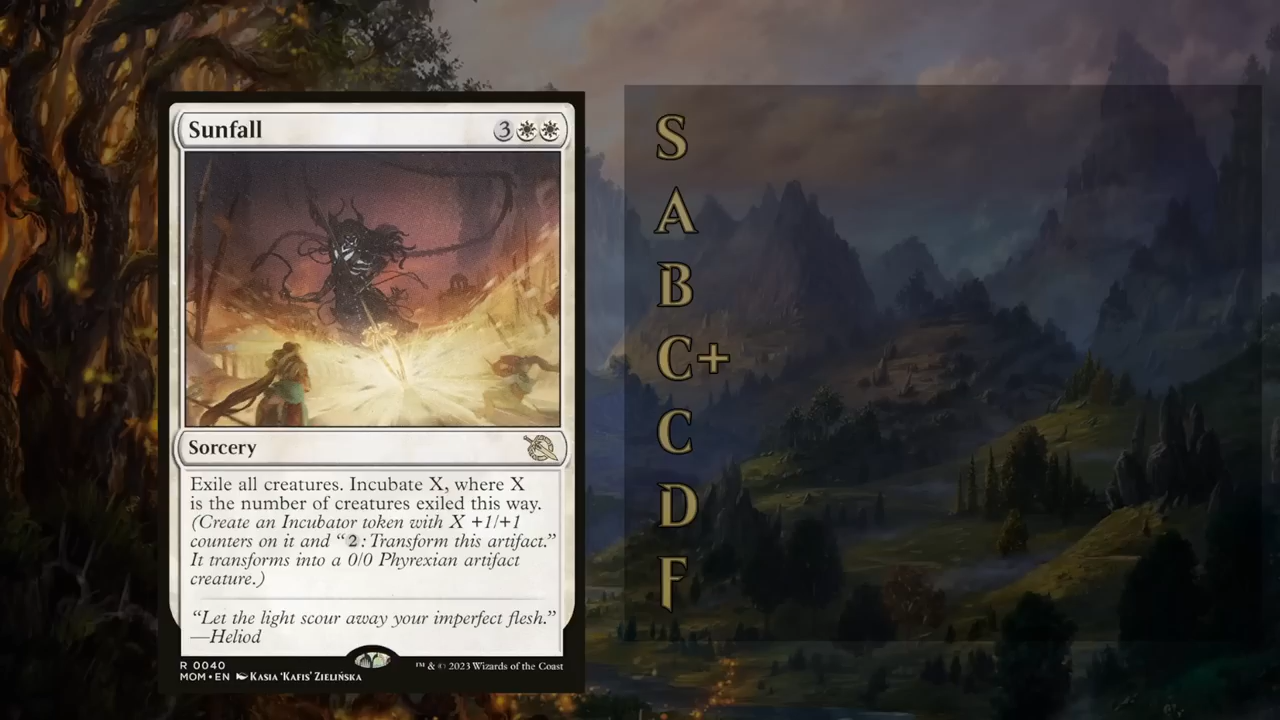 Sunfall 3
Sorcery
Exile all creatures. Incubate X, where X
is the number of creatures exiled this way.
(Create an Incubator token with X +1/+1
counters on it and “2: Transform this artifact.”
It transforms into a 0/0 Phyrexian artifact
creature.)
“Let the light scour away your imperfect flesh.”
—Heliod
R 0040
MOM • EN Kasia ‘Kafis’ Zielińska
™ & © 2023 Wizards of the Coast
S
A
B
C+
C
D
F